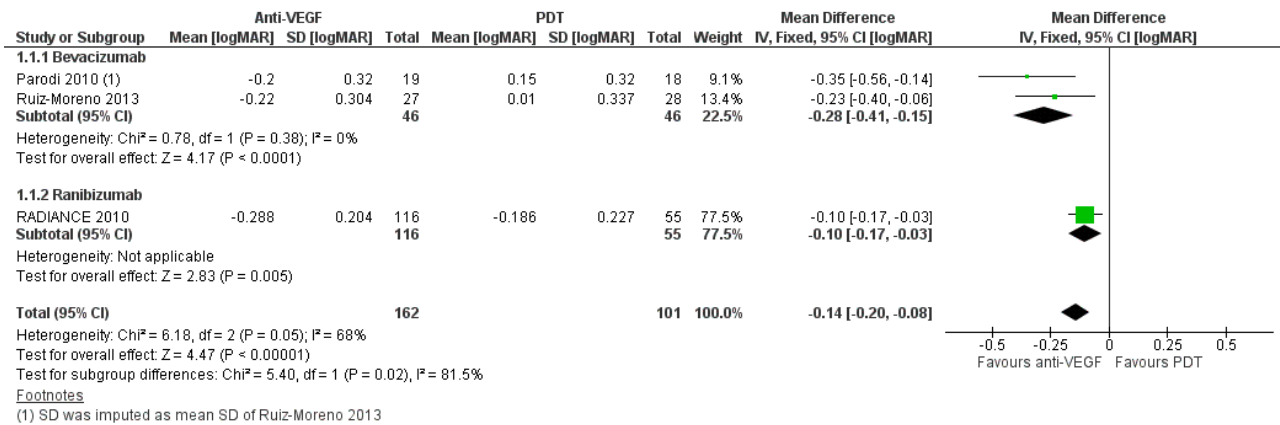 Anti-VEGF PDT Mean Difference Mean Difference
Study or Subgroup Mean [logMAR] SD [logMAR] Total Mean [logMAR] SD [logMAR] Total Weight IV, Fixed, 95% CI [logMAR] IV, Fixed, 95% CI [logMAR]
1.1.1 Bevacizumab
Parodi 2010 (1) -0.2 0.32 19 0.15 0.32 18 9.1% -0.35 [-0.56, -0.14]
Ruiz-Moreno 2013 -0.22 0.304 27 0.01 0.337 28 13.4% -0.23 [-0.40, -0.06]
Subtotal (95% CI) 46 46 22.5% -0.28 [-0.41, -0.15]
Heterogeneity: Chi² = 0.78, df = 1 (P = 0.38); I² = 0%
Test for overall effect: Z = 4.17 (P < 0.0001)
1.1.2 Ranibizumab
RADIANCE 2010 -0.288 0.204 116 -0.186 0.227 55 77.5% -0.10 [-0.17, -0.03]
Subtotal (95% CI) 116 55 77.5% -0.10 [-0.17, -0.03]
Heterogeneity: Not applicable
Test for overall effect: Z = 2.83 (P = 0.005)
Total (95% CI) 162 101 100.0% -0.14 [-0.20, -0.08]
Heterogeneity: Chi² = 6.18, df = 2 (P = 0.05); I² = 68%
Test for overall effect: Z = 4.47 (P < 0.00001)
Test for subgroup differences: Chi² = 5.40, df = 1 (P = 0.02), I² = 81.5%
-0.5 -0.25 0 0.25 0.5
Favours anti-VEGF Favours PDT
Footnotes
(1) SD was imputed as mean SD of Ruiz-Moreno 2013